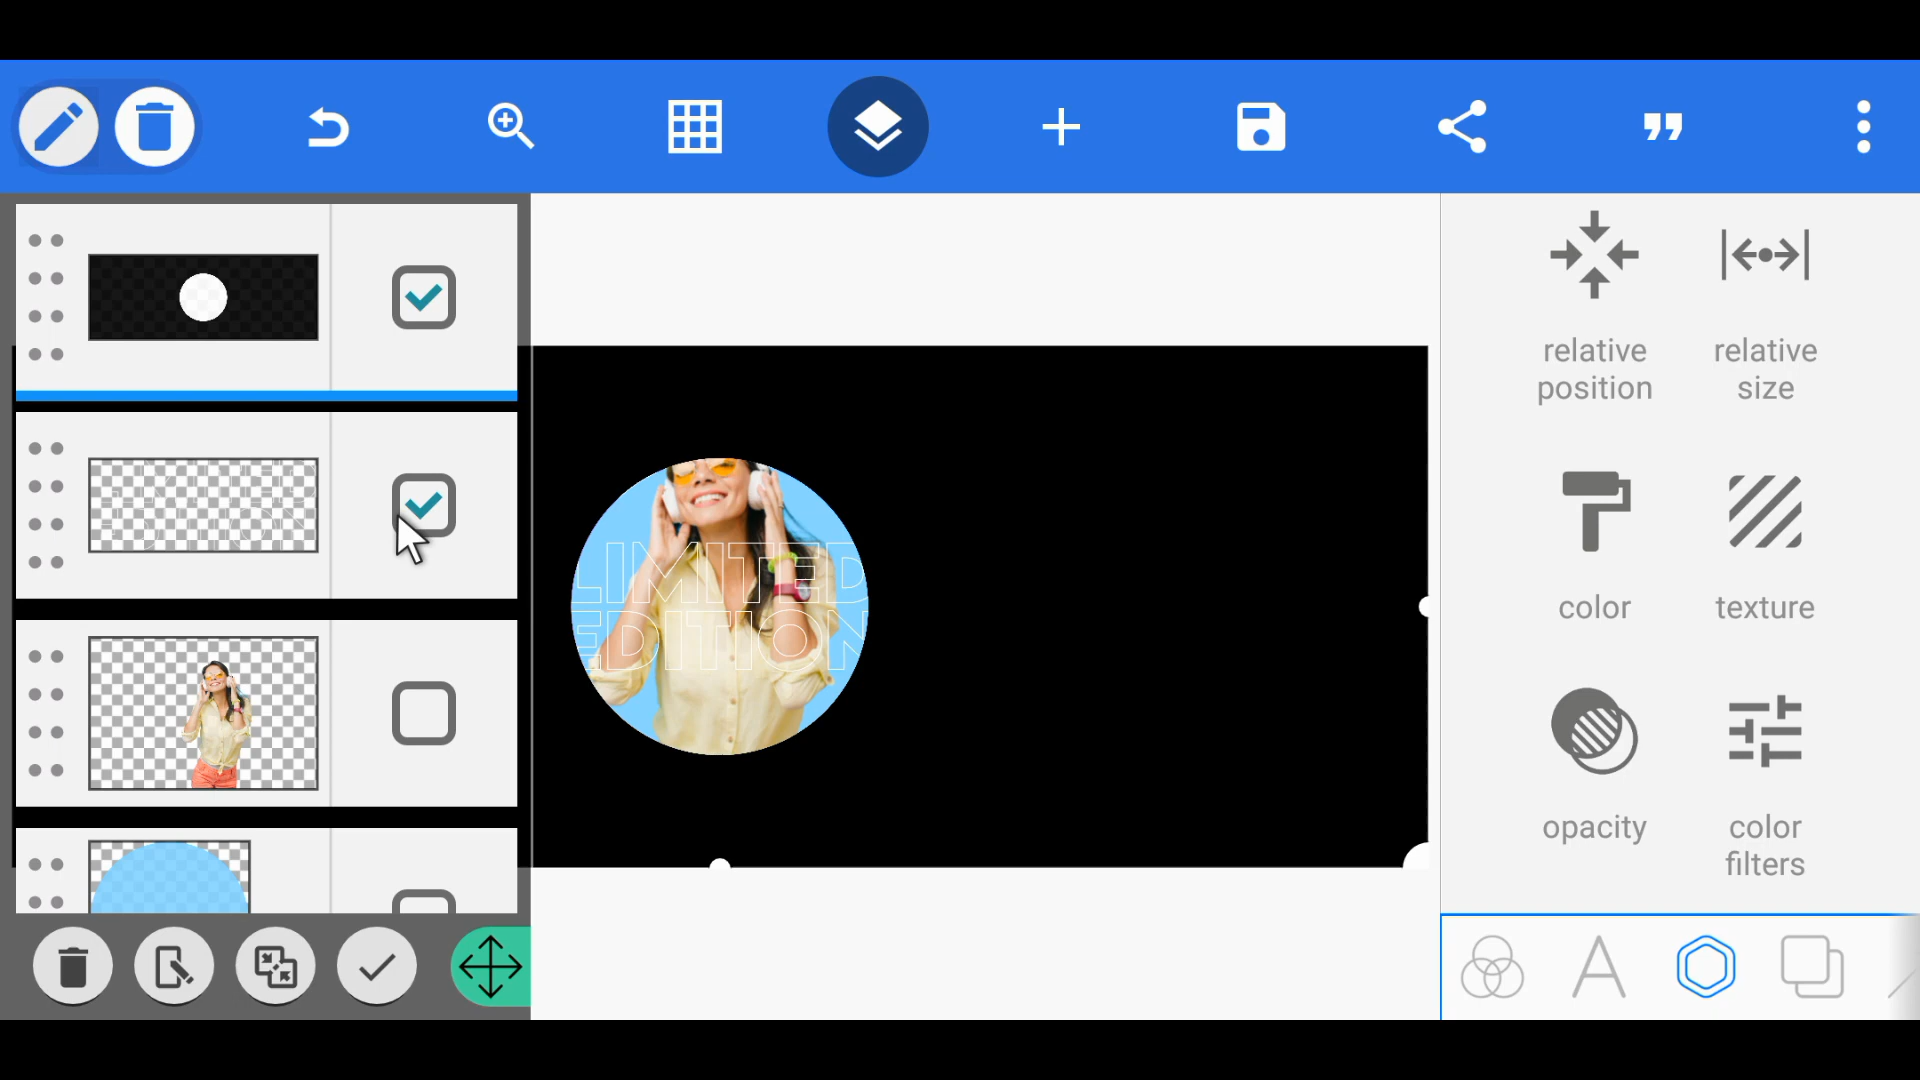 relative
position
relative
size
LIMITED
EDITION
color
texture
opacity
color
filters